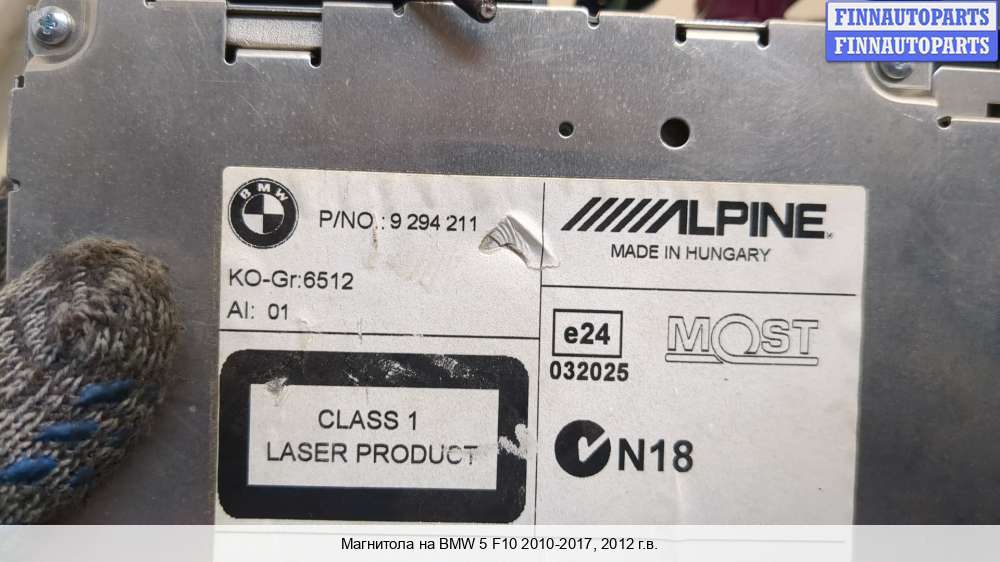 FINNAUTOPARTS
FINNAUTOPARTS
BMW
P/NO.: 9 294 211
KO-Gr:6512
AI: 01
ALPINE
MADE IN HUNGARY
e24
032025
MOST
CLASS 1
LASER PRODUCT
N18
Магнитола на BMW 5 F10 2010-2017, 2012 г.в.